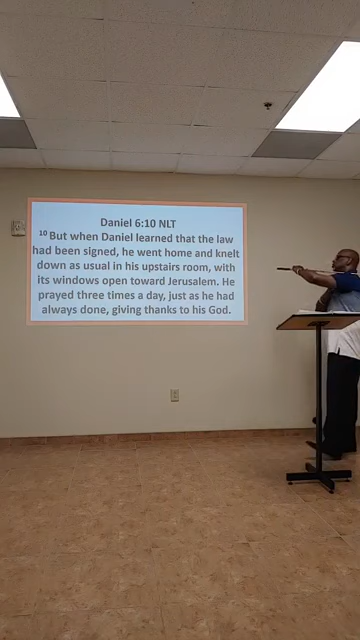 Daniel 6:10 NLT
10 But when Daniel learned that the law
had been signed, he went home and knelt
down as usual in his upstairs room, with
its windows open toward Jerusalem. He
prayed three times a day, just as he had
always done, giving thanks to his God.